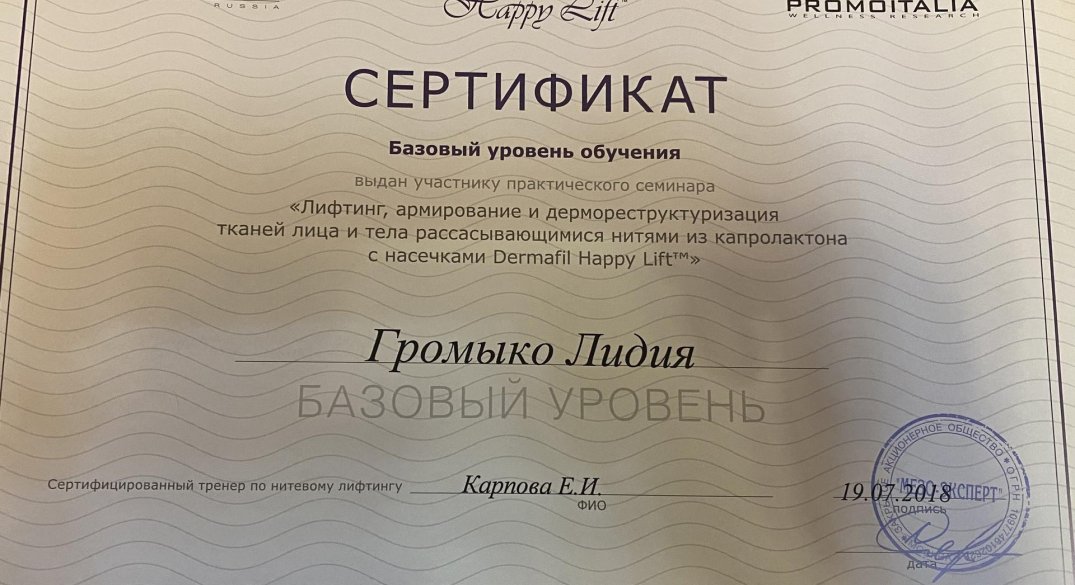 RUSSIA
Happy Lift™
PROMOITALIA
WELLNESS RESEARCH
СЕРТИФИКАТ
Базовый уровень обучения
выдан участнику практического семинара
«Лифтинг, армирование и дермореструктуризация
тканей лица и тела рассасывающимися нитями из капролактона
с насечками Dermafil Happy Lift™»
Громыко Лидия
БАЗОВЫЙ УРОВЕНЬ
Сертифицированный тренер по нитевому лифтингу
Карпова Е.И.
ФИО
19.07.2018
подпись
дата
АКЦИОНЕРНОЕ ОБЩЕСТВО * ОГРН
"МЕЗО-ЭКСПЕРТ"